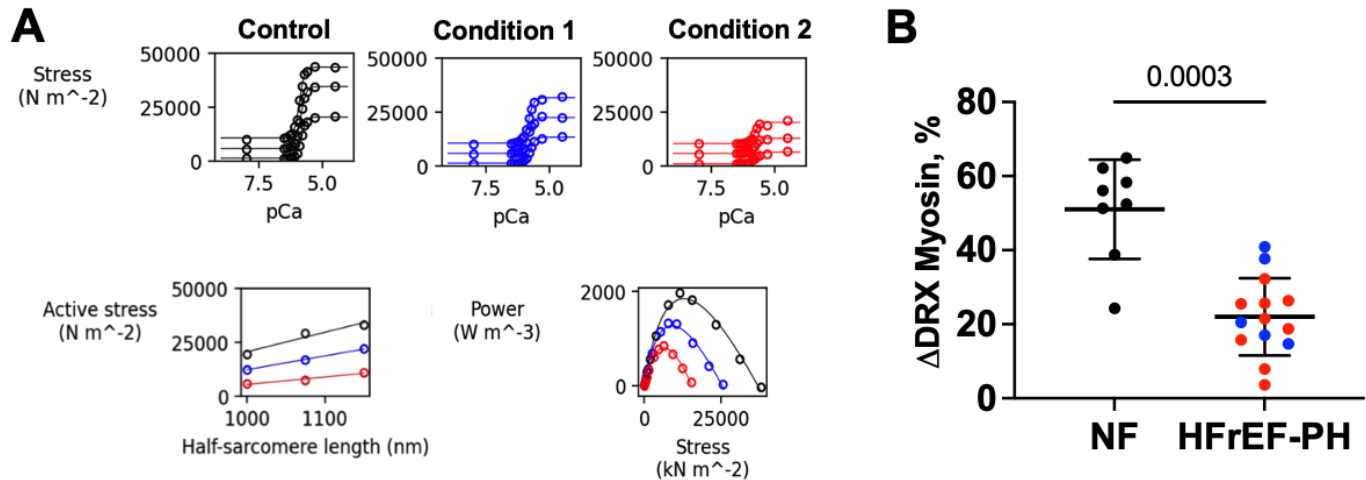 A
Control
Condition 1
Condition 2
Stress
(N m^-2)
50000
25000
0
7.5
5.0
pCa
50000
25000
0
7.5
5.0
pCa
50000
25000
0
7.5
5.0
pCa
Active stress
(N m^-2)
50000
25000
0
1000
1100
Half-sarcomere length (nm)
Power
(W m^-3)
2000
0
0
25000
Stress
(kN m^-2)
B
0.0003
ΔDRX Myosin, %
80
60
40
20
0
NF
HFrEF-PH